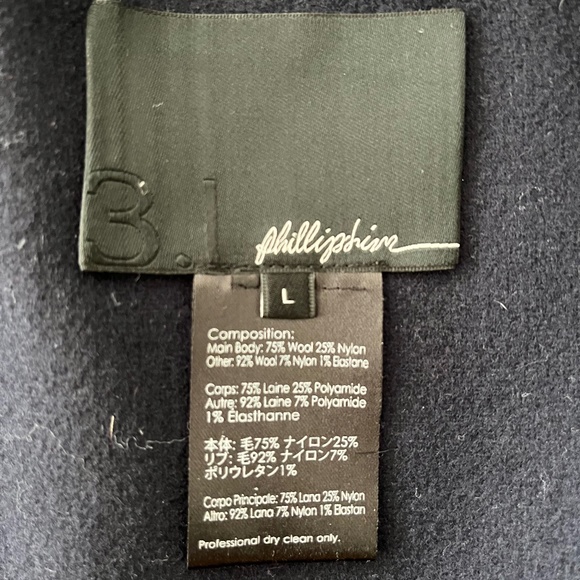 3.1
philliplim
L
Composition:
Main Body: 75% Wool 25% Nylon
Other: 92% Wool 7% Nylon 1% Elastane
Corps: 75% Laine 25% Polyamide
Autre: 92% Laine 7% Polyamide
1% Élasthanne
本体: 毛75% ナイロン25%
リブ: 毛92% ナイロン7%
ポリウレタン1%
Corpo Principale: 75% Lana 25% Nylon
Altro: 92% Lana 7% Nylon 1% Elastan
Professional dry clean only.